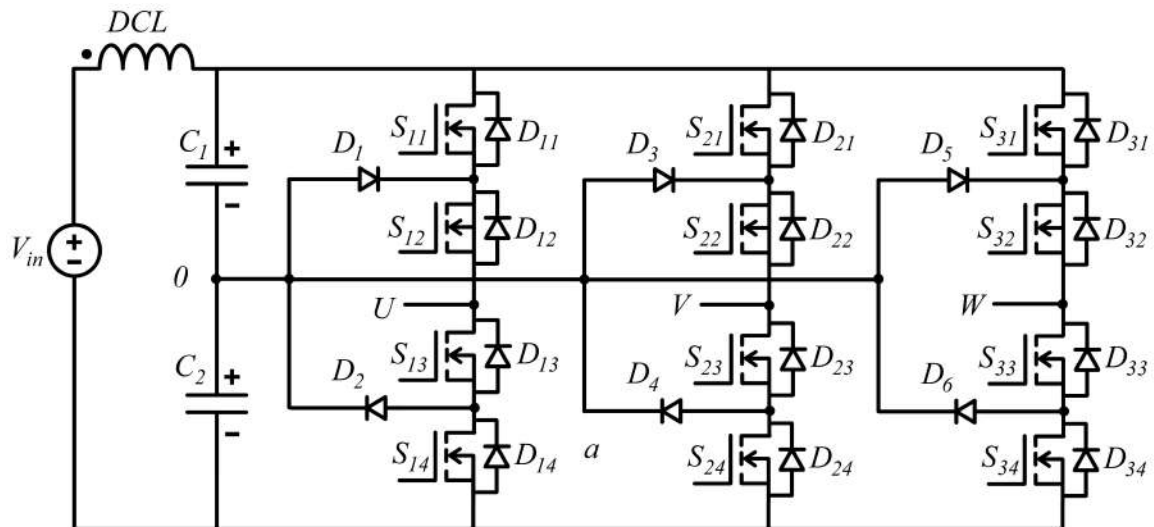 DCL
C1
+
-
D1
S11
D11
D3
S21
D21
D5
S31
D31
S12
D12
S22
D22
S32
D32
Vin
+
-
0
U
V
W
C2
+
-
D2
S13
D13
D4
S23
D23
D6
S33
D33
S14
D14
a
S24
D24
S34
D34